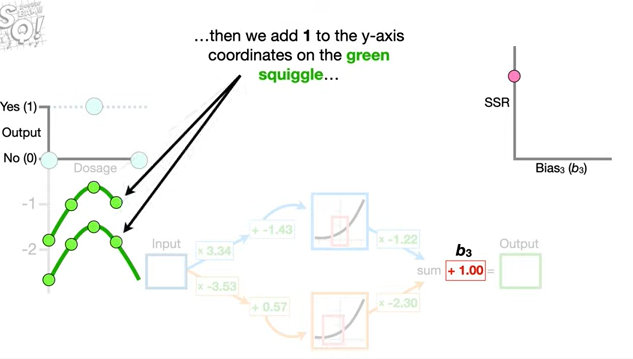 SQ!
…then we add 1 to the y-axis
coordinates on the green
squiggle…
Yes (1)
Output
No (0)
Dosage
-1
-2
SSR
Bias₃ (b₃)
Input
+ -1.43
x 3.34
x -3.53
+ 0.57
x -1.22
x -2.30
b₃
sum + 1.00 =
Output